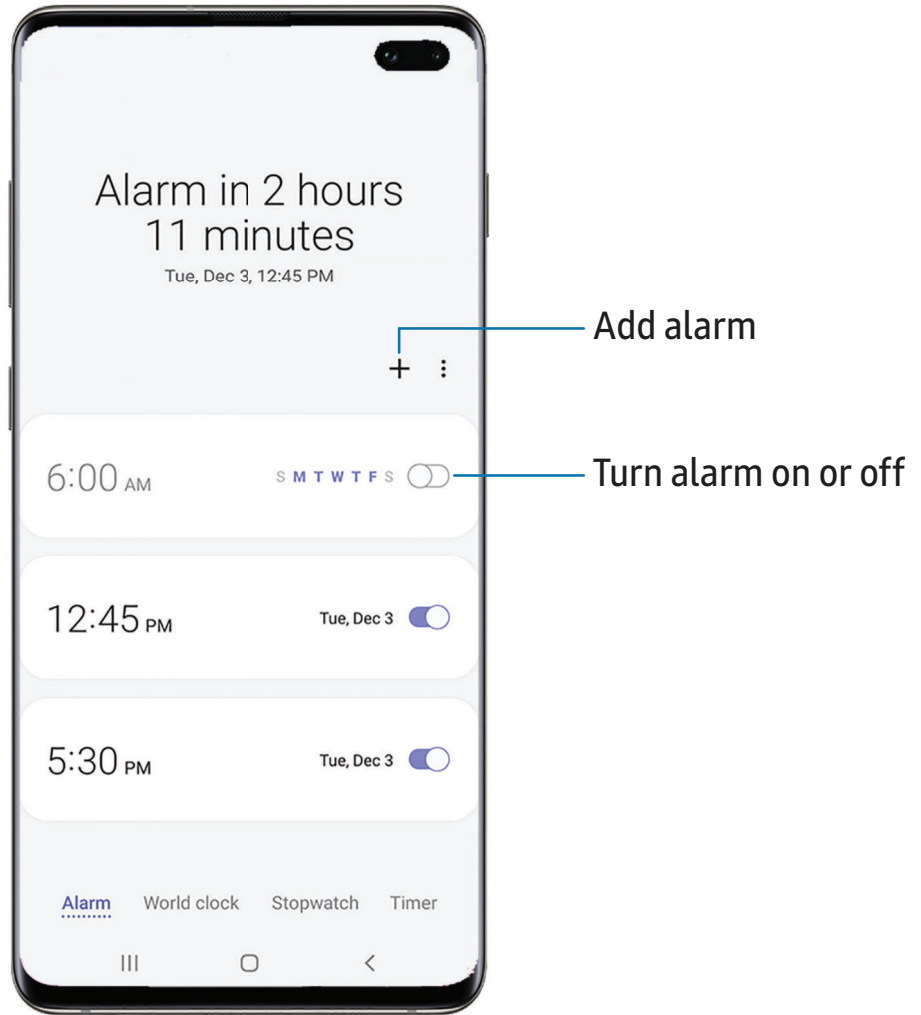 Alarm in 2 hours
11 minutes
Tue, Dec 3, 12:45 PM
Add alarm
6:00 AM
S M T W T F S
Turn alarm on or off
12:45 PM
Tue, Dec 3
5:30 PM
Tue, Dec 3
Alarm World clock Stopwatch Timer